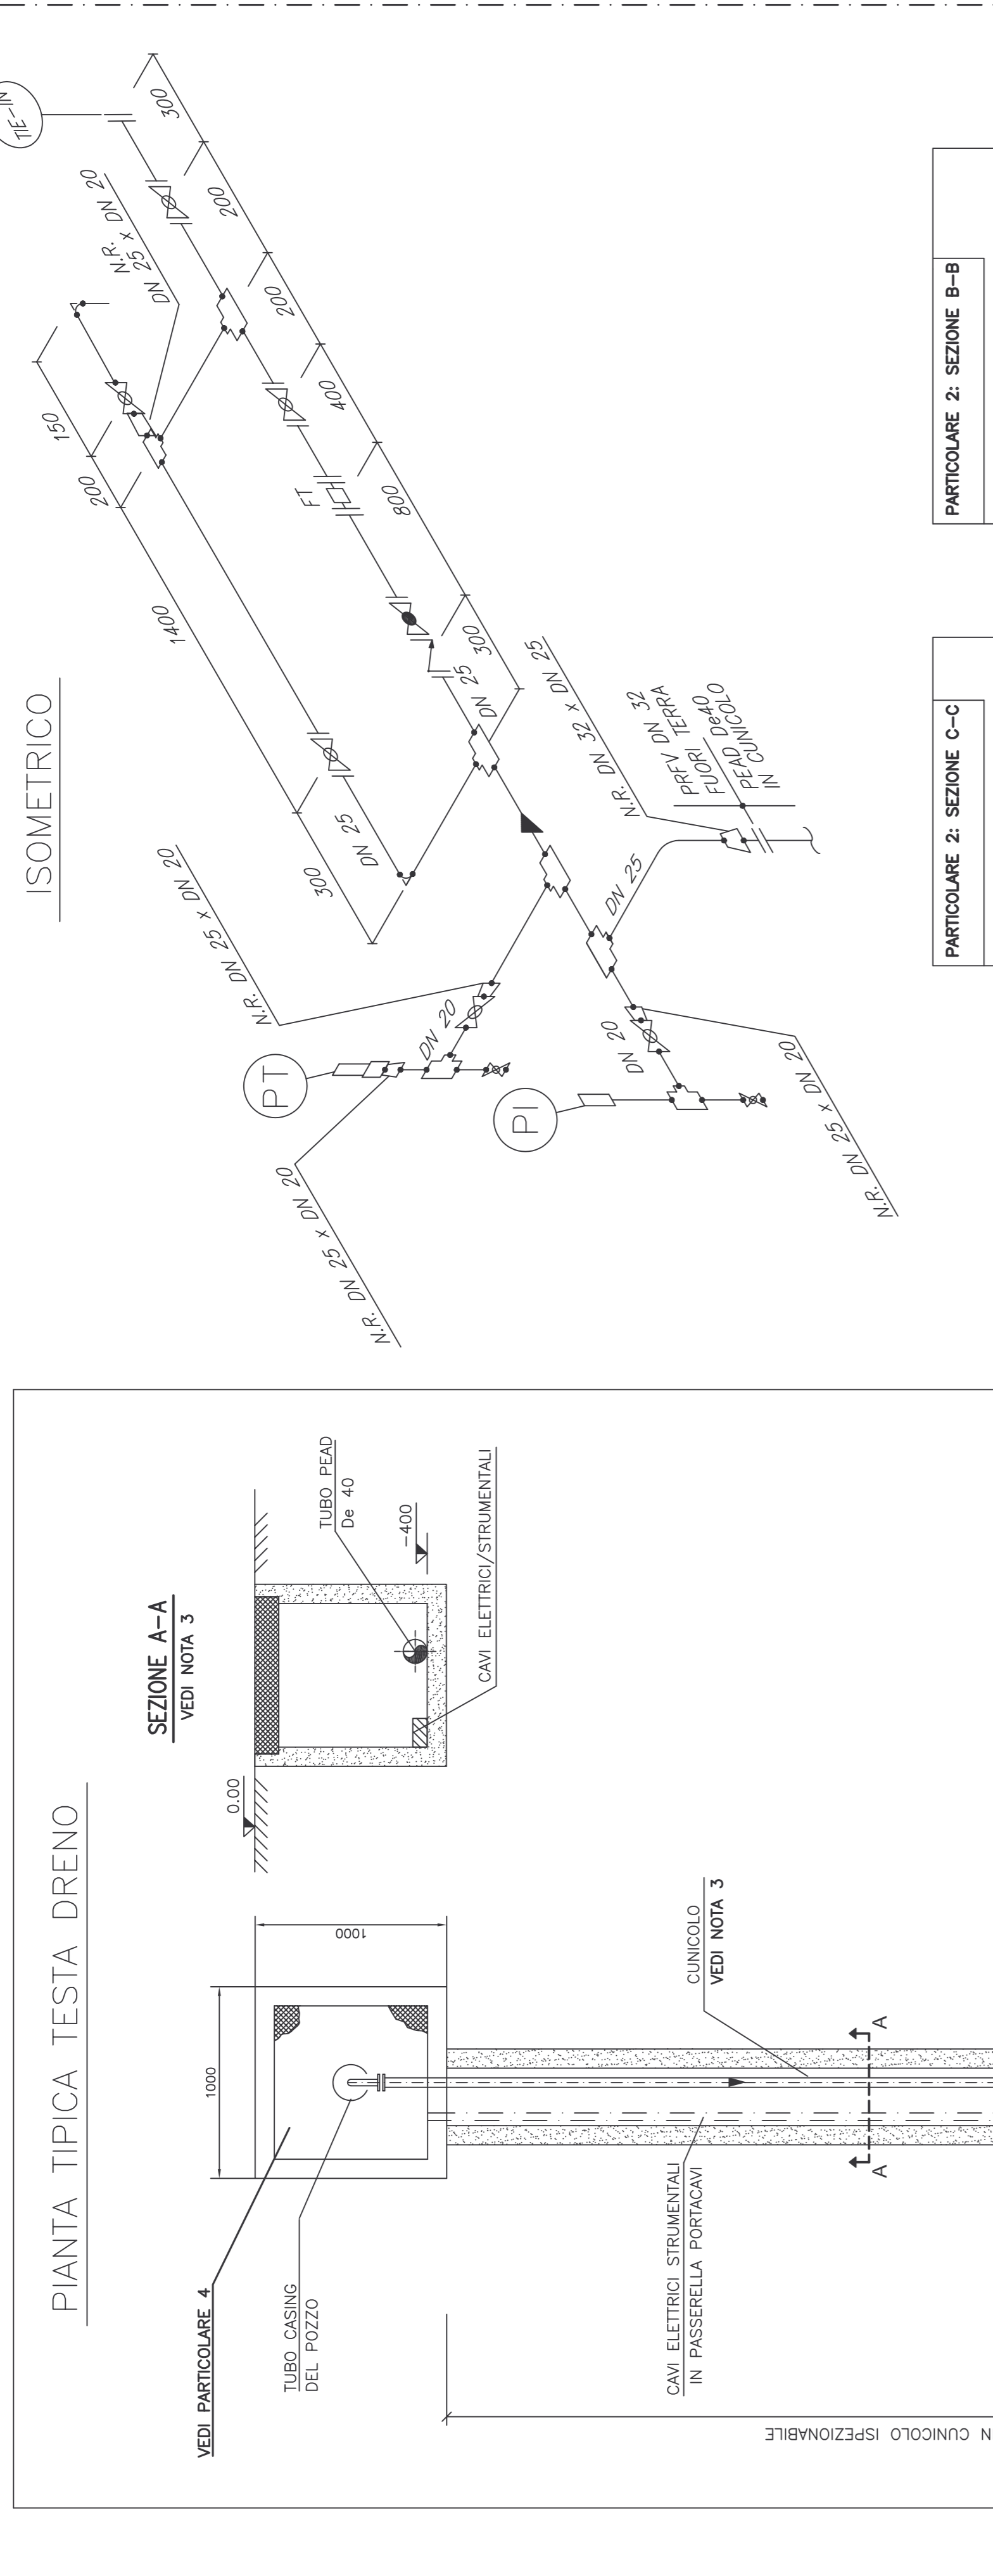 ISOMETRICO
TIE-IN
300
200
200
400
800
300
150
200
1400
300
N.R.
DN 25 x DN 20
FT
DN 25
DN 25
N.R. DN 25 x DN 20
PT
DN 20
N.R. DN 25 x DN 20
PI
DN 20
N.R. DN 25 x DN 20
DN 25
N.R. DN 32 x DN 25
PRFV DN 32
FUORI TERRA
PEAD De40
IN CUNICOLO
PARTICOLARE 2: SEZIONE B-B
PARTICOLARE 2: SEZIONE C-C
PIANTA TIPICA TESTA DRENO
SEZIONE A-A
VEDI NOTA 3
0.00
TUBO PEAD
De 40
-400
CAVI ELETTRICI/STRUMENTALI
VEDI PARTICOLARE 4
1000
1000
TUBO CASING
DEL POZZO
CUNICOLO
VEDI NOTA 3
CAVI ELETTRICI STRUMENTALI
IN PASSERELLA PORTACAVI
A
A
N CUNICOLO ISPEZIONABILE